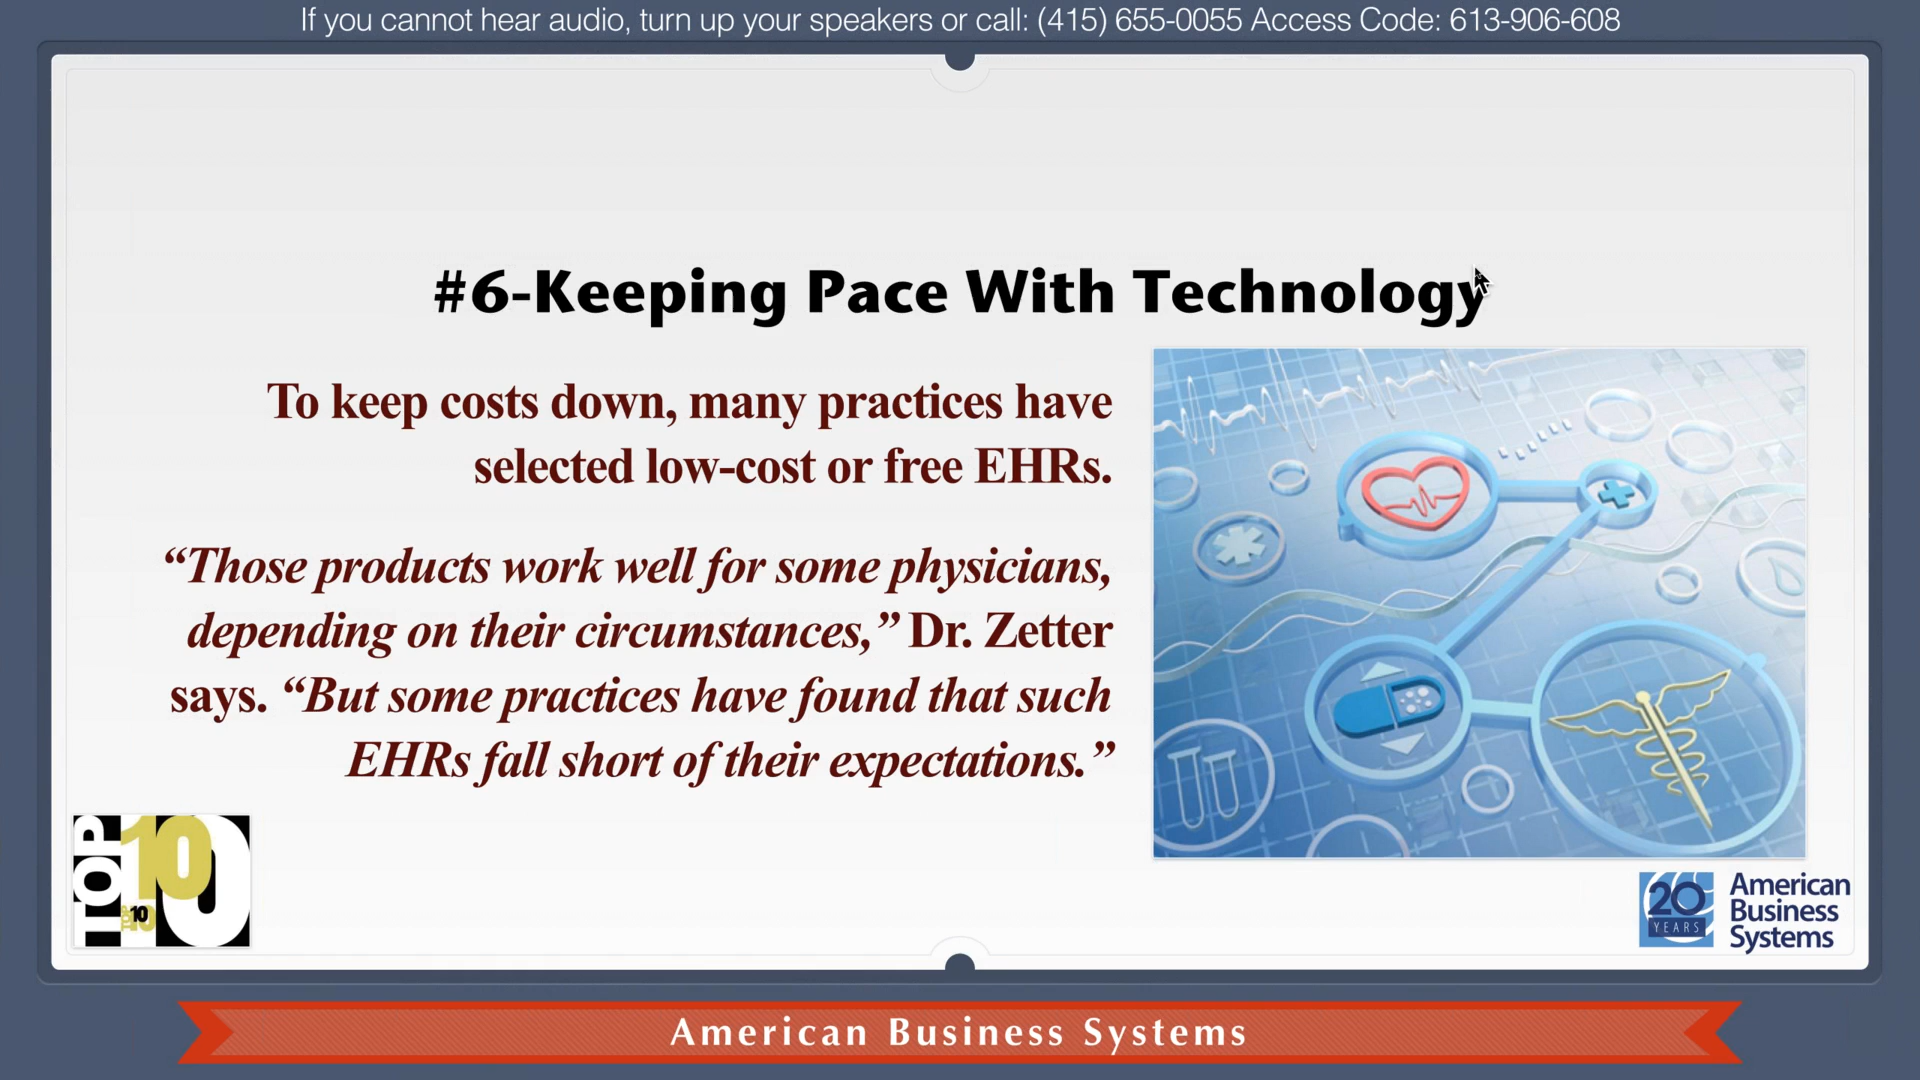 If you cannot hear audio, turn up your speakers or call: (415) 655-0055 Access Code: 613-906-608
#6-Keeping Pace With Technology
To keep costs down, many practices have
selected low-cost or free EHRs.
“Those products work well for some physicians,
depending on their circumstances,” Dr. Zetter
says. “But some practices have found that such
EHRs fall short of their expectations.”
TOP
10
10
10
20
YEARS
American
Business
Systems
American Business Systems